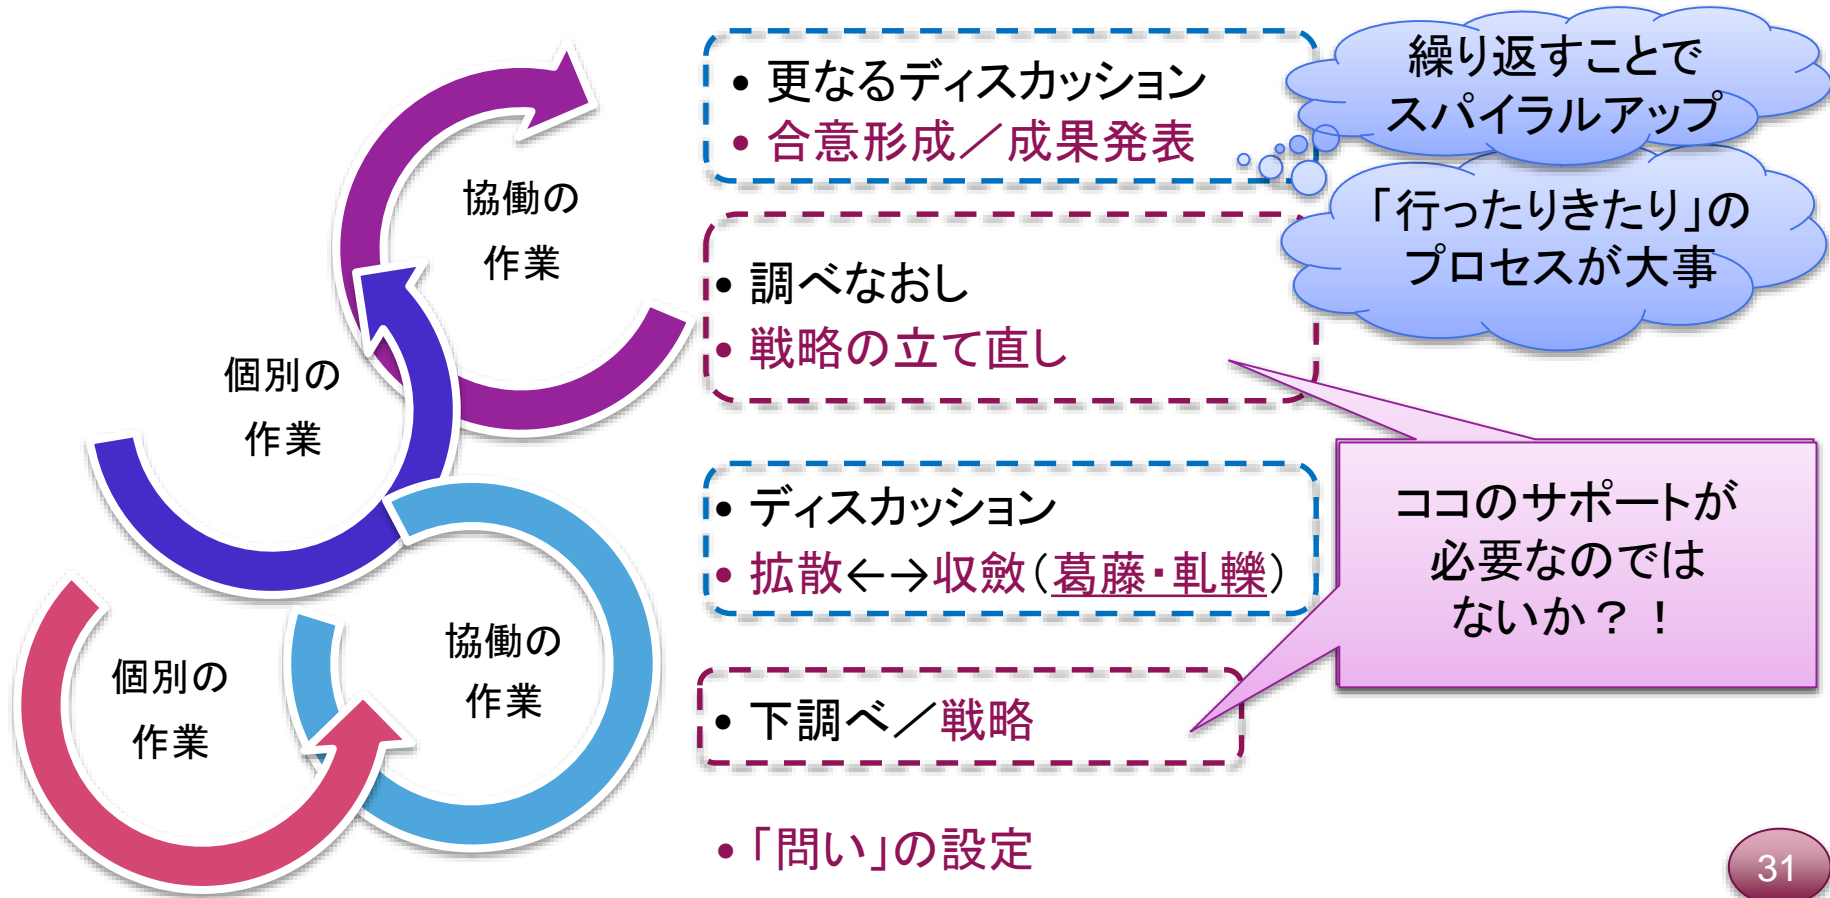 協働の
作業
個別の
作業
協働の
作業
個別の
作業
• 更なるディスカッション
• 合意形成／成果発表
• 調べなおし
• 戦略の立て直し
• ディスカッション
• 拡散←→収斂（葛藤・軋轢）
• 下調べ／戦略
• 「問い」の設定
繰り返すことで
スパイラルアップ
「行ったりきたり」の
プロセスが大事
ココのサポートが
必要なのでは
ないか？！
31